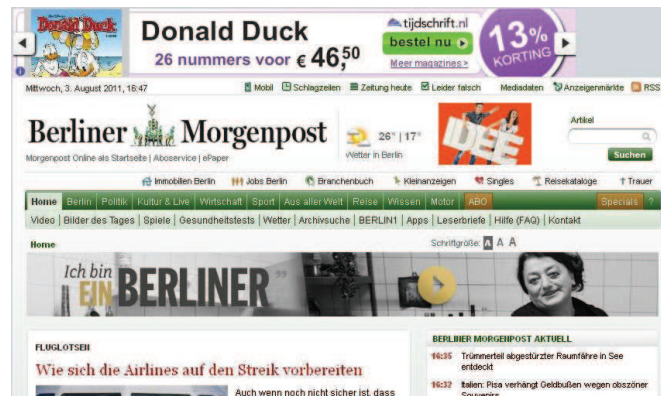 Donald Duck
Donald Duck
26 nummers voor € 46,50
tijdschrift.nl
bestel nu
Meer magazines >
13%
KORTING
Mittwoch, 3. August 2011, 16:47
Mobil Schlagzeilen Zeitung heute Leider falsch Mediadaten Anzeigenmärkte RSS
Berliner Morgenpost
Morgenpost Online als Startseite | Aboservice | ePaper
26° | 17°
Wetter in Berlin
IDEE
Artikel
Suchen
Immobilien Berlin Jobs Berlin Branchenbuch Kleinanzeigen Singles Reisekataloge † Trauer
Home Berlin Politik Kultur & Live Wirtschaft Sport Aus aller Welt Reise Wissen Motor ABO Specials ?
Video | Bilder des Tages | Spiele | Gesundheitstests | Wetter | Archivsuche | BERLIN1 | Apps | Leserbriefe | Hilfe (FAQ) | Kontakt
Home
Schriftgröße: A A A
Ich bin
EIN BERLINER”
FLUGLOTSEN
Wie sich die Airlines auf den Streik vorbereiten
Auch wenn noch nicht sicher ist, dass
BERLINER MORGENPOST AKTUELL
16:35 Trümmerteil abgestürzter Raumfähre in See
entdeckt
16:32 Italien: Pisa verhängt Geldbußen wegen obszöner
Souvenirs